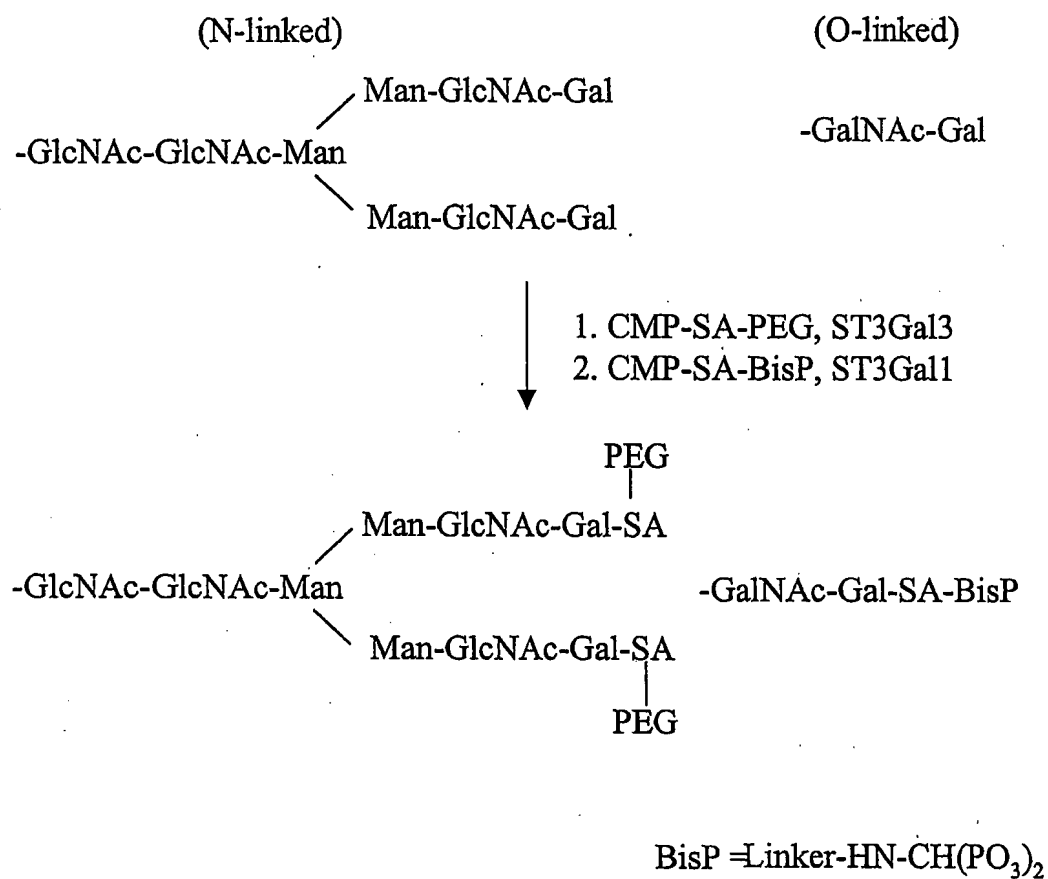 (N-linked)
(O-linked)
Man-GlcNAc-Gal
-GalNAc-Gal
-GlcNAc-GlcNAc-Man
Man-GlcNAc-Gal
1. CMP-SA-PEG, ST3Gal3
2. CMP-SA-BisP, ST3Gal1
PEG
Man-GlcNAc-Gal-SA
-GlcNAc-GlcNAc-Man
-GalNAc-Gal-SA-BisP
Man-GlcNAc-Gal-SA
PEG
BisP =Linker-HN-CH(PO₃)₂